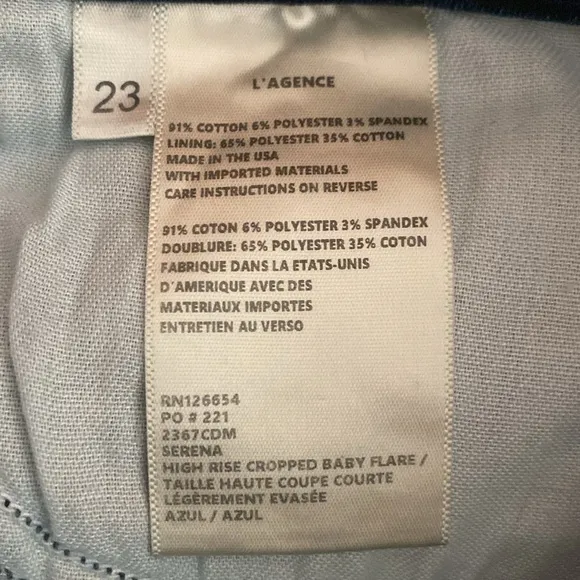 23
L'AGENCE
91% COTTON 6% POLYESTER 3% SPANDEX
LINING: 65% POLYESTER 35% COTTON
MADE IN THE USA
WITH IMPORTED MATERIALS
CARE INSTRUCTIONS ON REVERSE
91% COTON 6% POLYESTER 3% SPANDEX
DOUBLURE: 65% POLYESTER 35% COTON
FABRIQUE DANS LA ETATS-UNIS
D'AMERIQUE AVEC DES
MATERIAUX IMPORTES
ENTRETIEN AU VERSO
RN126654
PO # 221
2367CDM
SERENA
HIGH RISE CROPPED BABY FLARE /
TAILLE HAUTE COUPE COURTE
LÉGÈREMENT EVASÉE
AZUL / AZUL